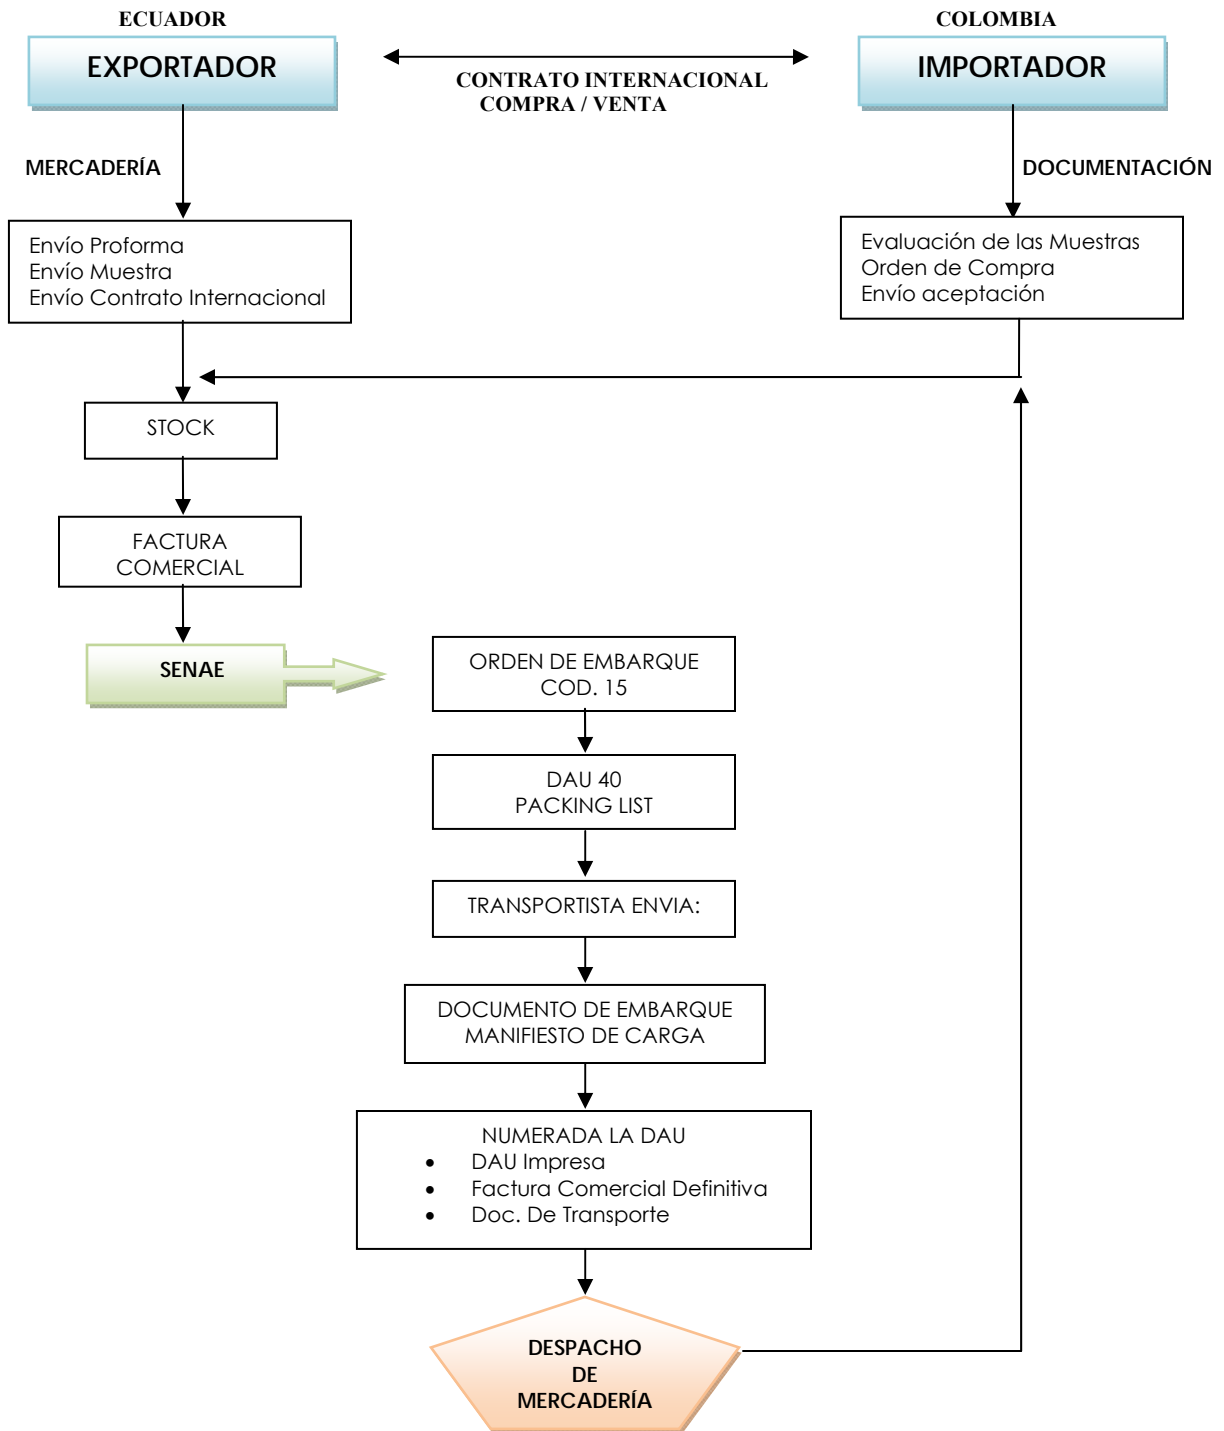 ECUADOR
COLOMBIA
EXPORTADOR
IMPORTADOR
CONTRATO INTERNACIONAL
COMPRA / VENTA
MERCADERÍA
DOCUMENTACIÓN
Envío Proforma
Envío Muestra
Envío Contrato Internacional
Evaluación de las Muestras
Orden de Compra
Envío aceptación
STOCK
FACTURA
COMERCIAL
SENAE
ORDEN DE EMBARQUE
COD. 15
DAU 40
PACKING LIST
TRANSPORTISTA ENVIA:
DOCUMENTO DE EMBARQUE
MANIFIESTO DE CARGA
NUMERADA LA DAU
• DAU Impresa
• Factura Comercial Definitiva
• Doc. De Transporte
DESPACHO
DE
MERCADERÍA